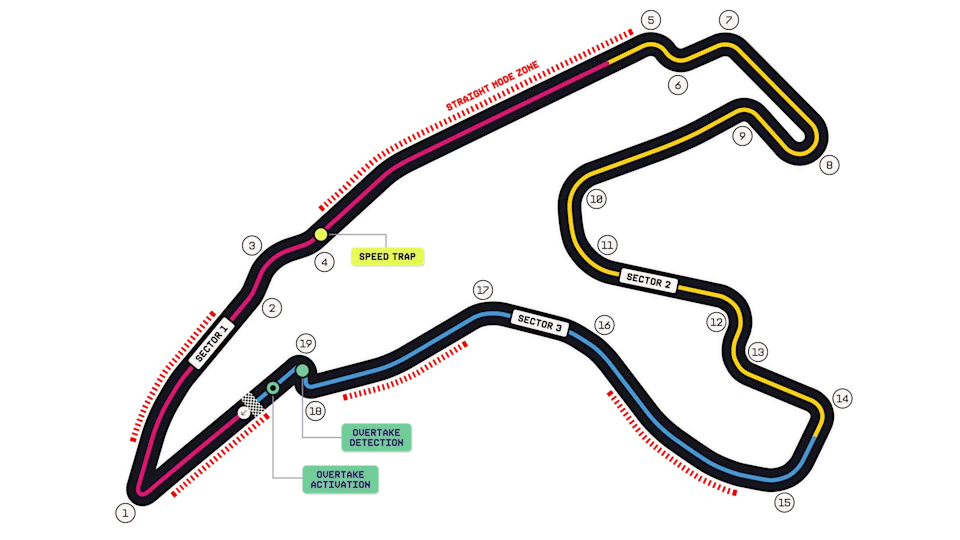 5
7
STRAIGHT MODE ZONE
6
9
8
10
3
11
4
SPEED TRAP
SECTOR 2
17
2
SECTOR 3
12
16
SECTOR 1
19
13
14
18
OVERTAKE
DETECTION
OVERTAKE
ACTIVATION
15
1